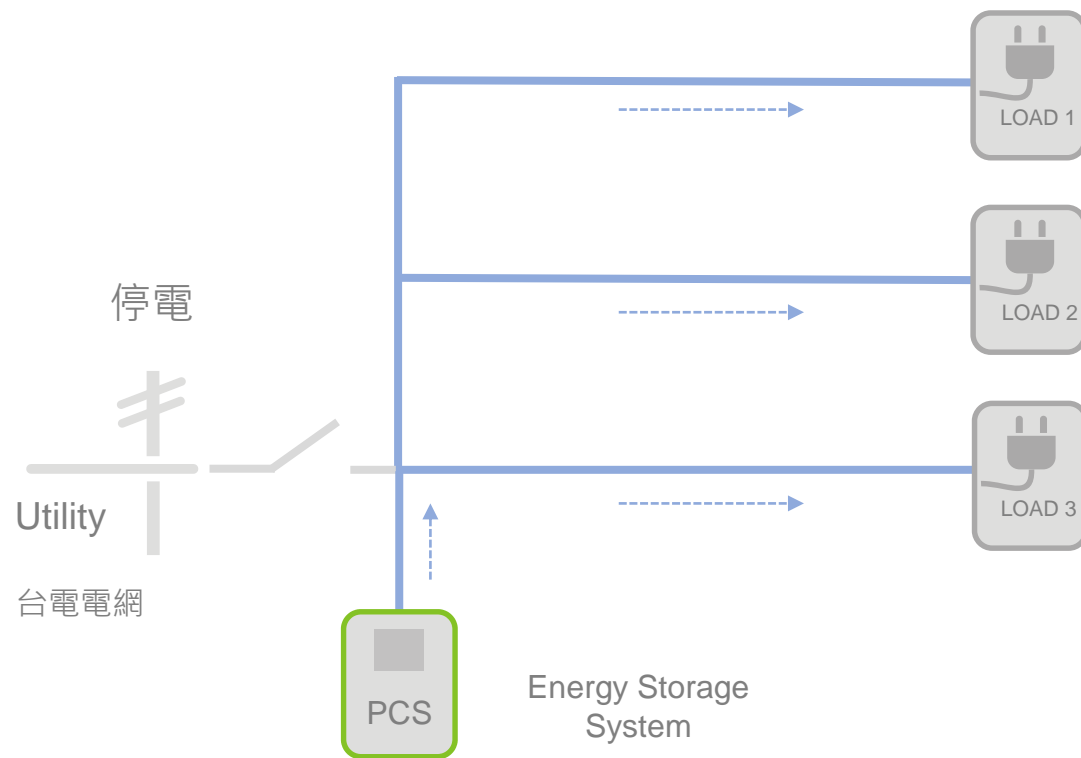 LOAD 1
LOAD 2
停電
LOAD 3
Utility
台電電網
PCS
Energy Storage
System